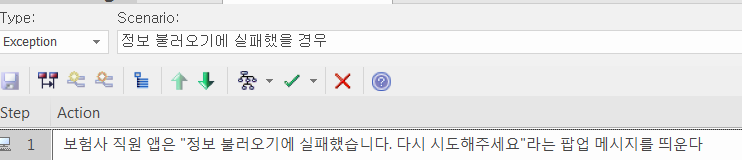 Type:
Scenario:
Exception
정보 불러오기에 실패했을 경우
Step
Action
1
보험사 직원 앱은 "정보 불러오기에 실패했습니다. 다시 시도해주세요"라는 팝업 메시지를 띄운다